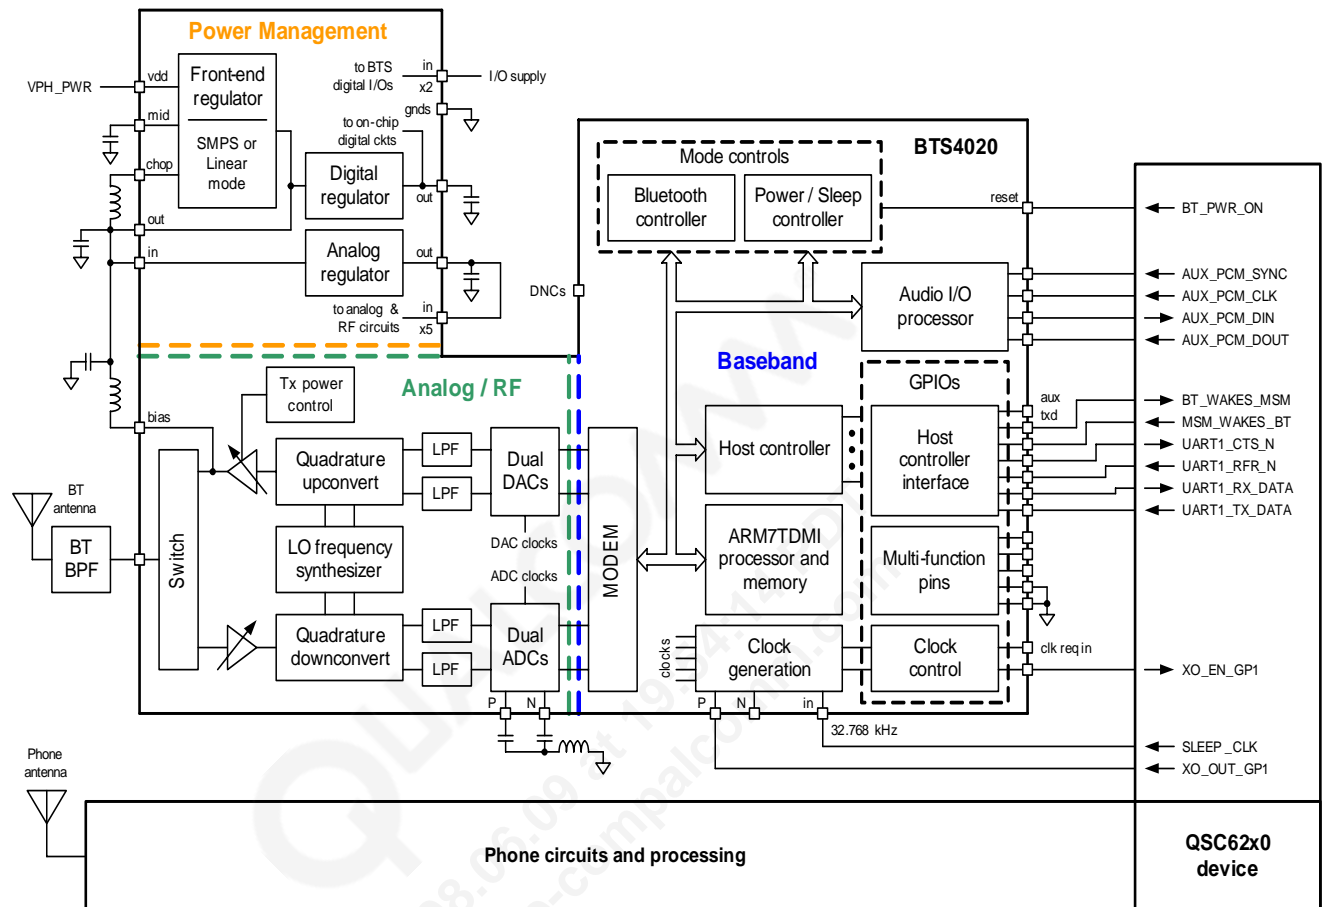 Power Management
VPH_PWR
vdd
Front-end
regulator
mid
SMPS or
Linear
mode
chop
out
in
to BTS
digital I/Os
in
x2
I/O supply
gnds
to on-chip
digital ckts
Digital
regulator
out
Analog
regulator
out
to analog &
RF circuits
in
x5
DNCs
BTS4020
Mode controls
Bluetooth
controller
Power / Sleep
controller
reset
BT_PWR_ON
Audio I/O
processor
AUX_PCM_SYNC
AUX_PCM_CLK
AUX_PCM_DIN
AUX_PCM_DOUT
Baseband
GPIOs
Analog / RF
Tx power
control
bias
Host controller
Host
controller
interface
aux
txd
BT_WAKES_MSM
MSM_WAKES_BT
UART1_CTS_N
UART1_RFR_N
UART1_RX_DATA
UART1_TX_DATA
BT
antenna
BT
BPF
Switch
Quadrature
upconvert
LPF
LPF
Dual
DACs
DAC clocks
LO frequency
synthesizer
ADC clocks
Quadrature
downconvert
LPF
LPF
Dual
ADCs
P
N
MODEM
ARM7TDMI
processor and
memory
Multi-function
pins
clocks
Clock
generation
Clock
control
clk req in
XO_EN_GP1
P
N
in
32.768 kHz
SLEEP_CLK
XO_OUT_GP1
Phone
antenna
Phone circuits and processing
QSC62x0
device
QUALCOMM